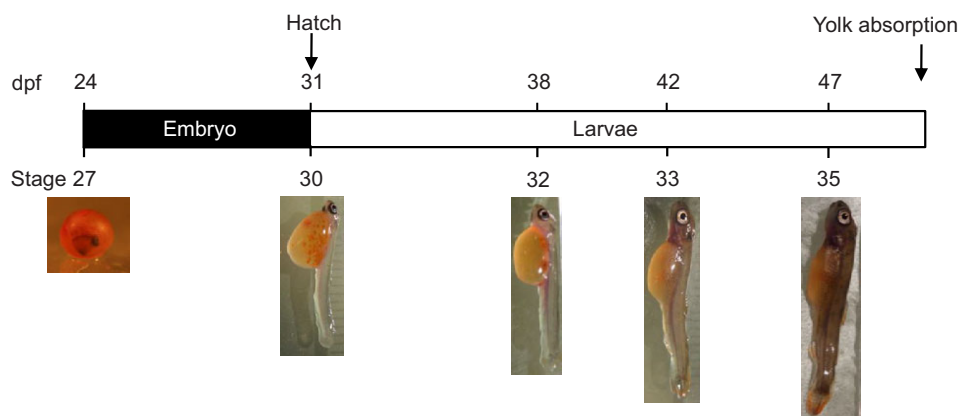 Hatch
Yolk absorption
dpf 24 31 38 42 47
Embryo Larvae
Stage 27 30 32 33 35